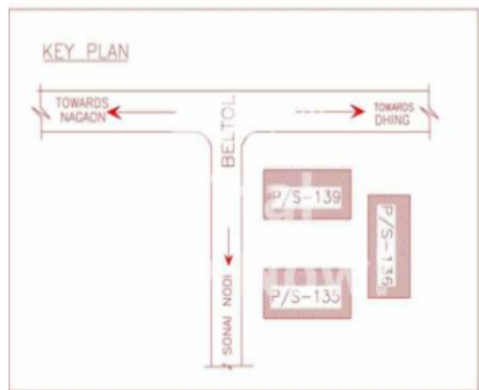 KEY PLAN
TOWARDS
NAGAON
BELTOL
TOWARDS
DHING
P/S-139
P/S-136
P/S-135
SONAI NODI